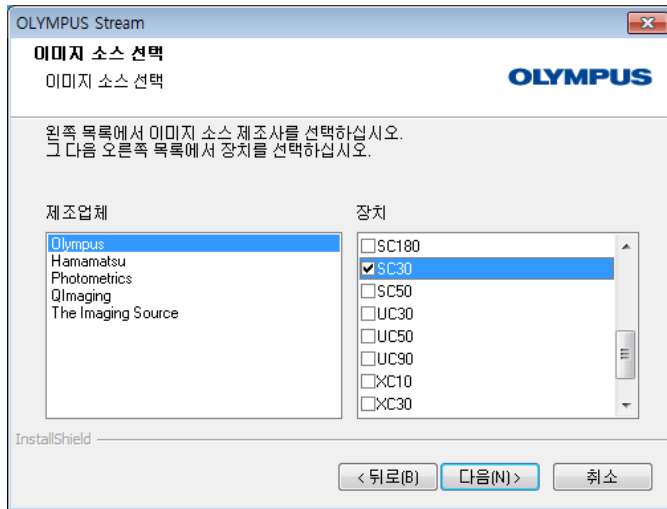 OLYMPUS Stream
이미지 소스 선택
이미지 소스 선택
OLYMPUS
왼쪽 목록에서 이미지 소스 제조사를 선택하십시오.
그 다음 오른쪽 목록에서 장치를 선택하십시오.
제조업체
Olympus
Hamamatsu
Photometrics
QImaging
The Imaging Source
장치
SC180
SC30
SC50
UC30
UC50
UC90
XC10
XC30
InstallShield
< 뒤로(B)
다음(N) >
취소